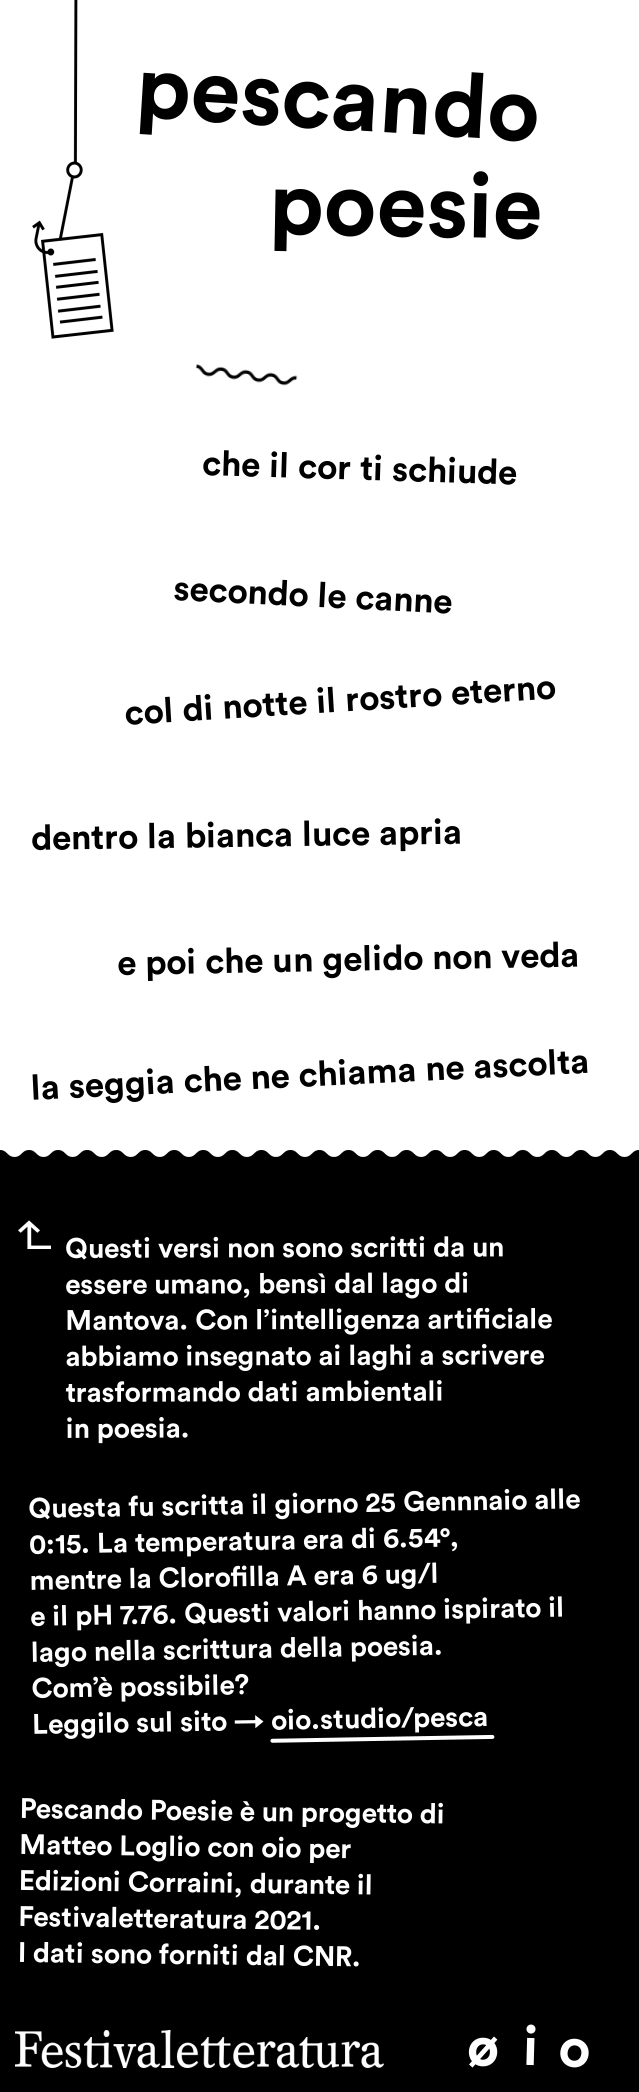 pescando
poesie
che il cor ti schiude
secondo le canne
col di notte il rostro eterno
dentro la bianca luce apria
e poi che un gelido non veda
la seggia che ne chiama ne ascolta
Questi versi non sono scritti da un
essere umano, bensì dal lago di
Mantova. Con l’intelligenza artificiale
abbiamo insegnato ai laghi a scrivere
trasformando dati ambientali
in poesia.
Questa fu scritta il giorno 25 Gennnaio alle
0:15. La temperatura era di 6.54°,
mentre la Clorofilla A era 6 ug/l
e il pH 7.76. Questi valori hanno ispirato il
lago nella scrittura della poesia.
Com’è possibile?
Leggilo sul sito → oio.studio/pesca
Pescando Poesie è un progetto di
Matteo Loglio con oio per
Edizioni Corraini, durante il
Festivaletteratura 2021.
I dati sono forniti dal CNR.
Festivaletteratura ø i o